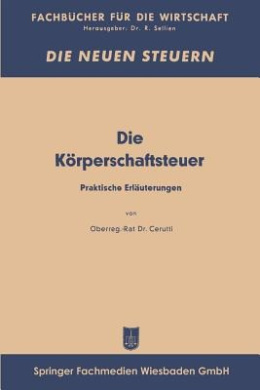 FACHBÜCHER FÜR DIE WIRTSCHAFT
Herausgeber: Dr. R. Sellien
DIE NEUEN STEUERN
Die
Körperschaftsteuer
Praktische Erläuterungen
von
Oberreg.-Rat Dr. Cerutti
Springer Fachmedien Wiesbaden GmbH